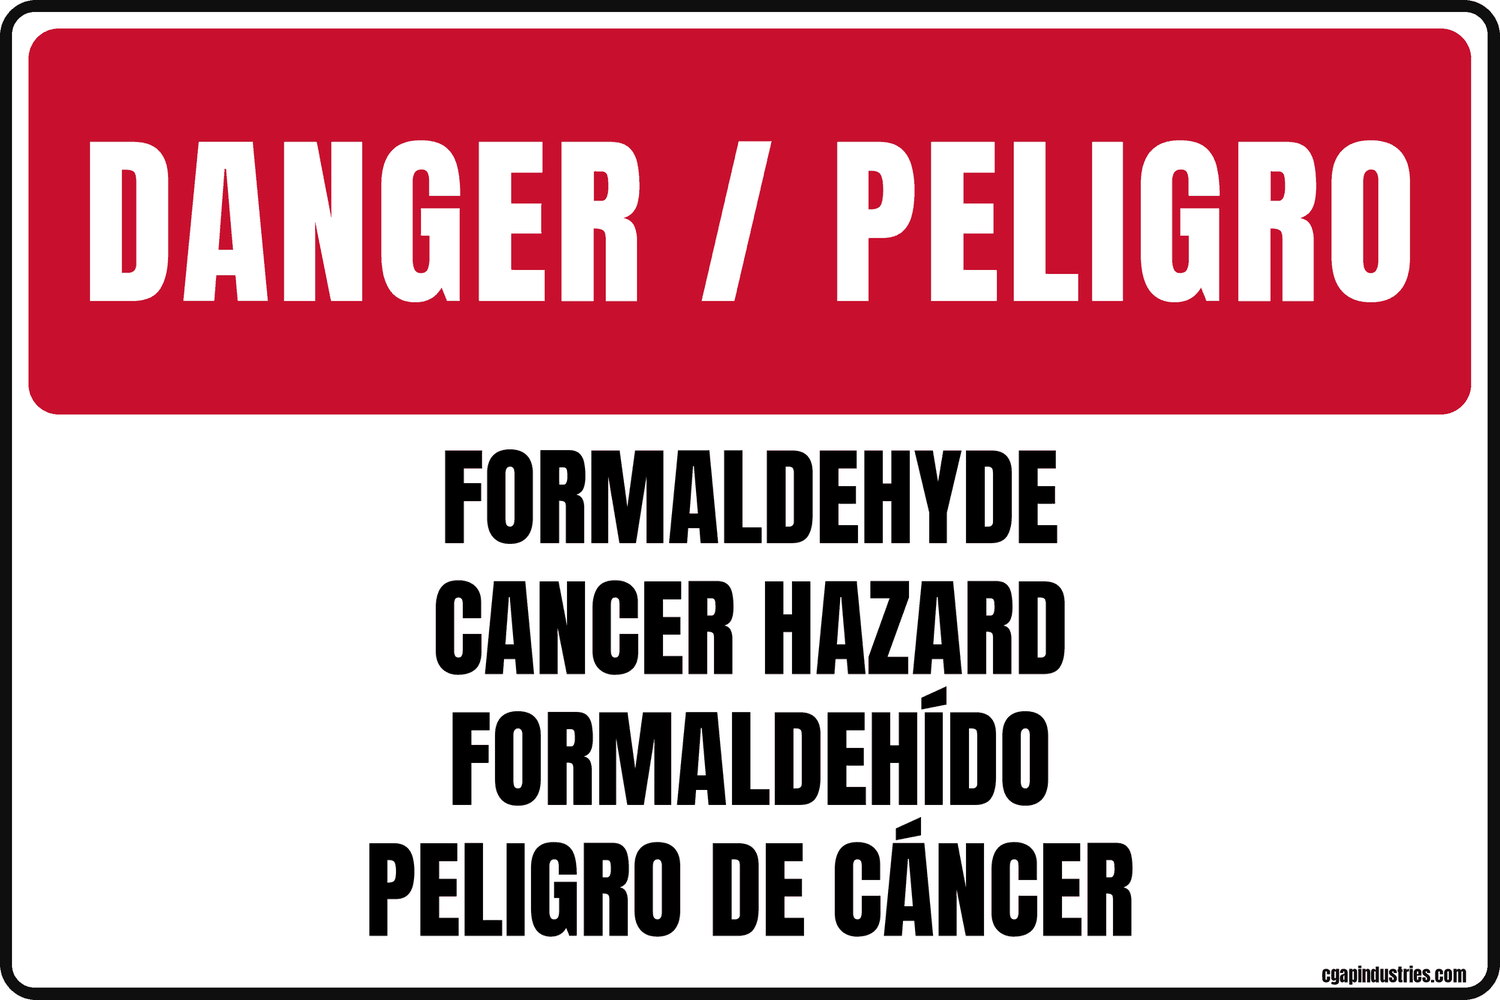 DANGER / PELIGRO
FORMALDEHYDE
CANCER HAZARD
FORMALDEHÍDO
PELIGRO DE CÁNCER
cgapindustries.com